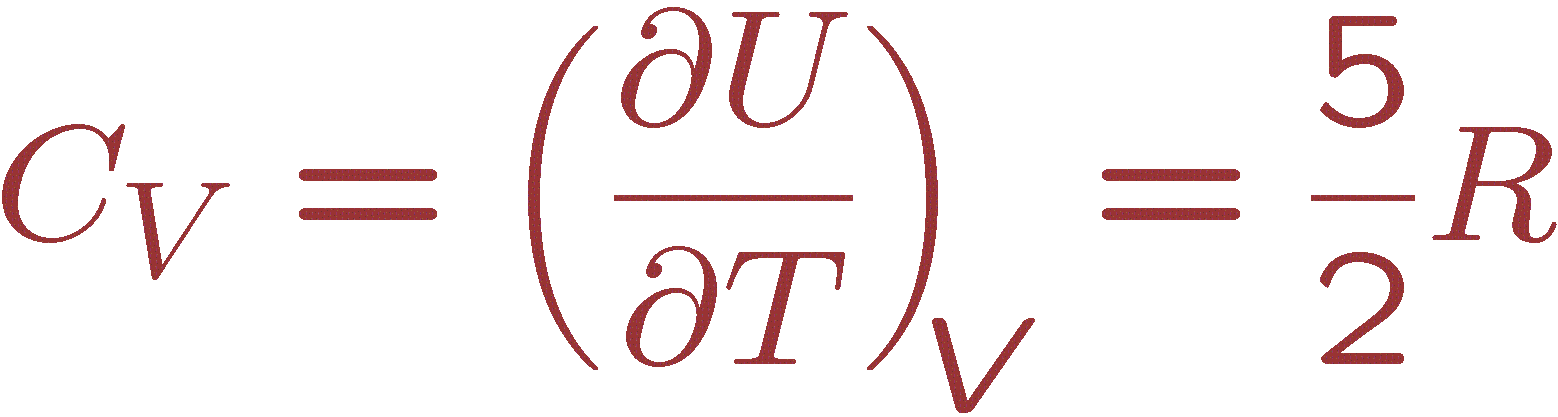 C_V = (∂U/∂T)_V = 5/2 R